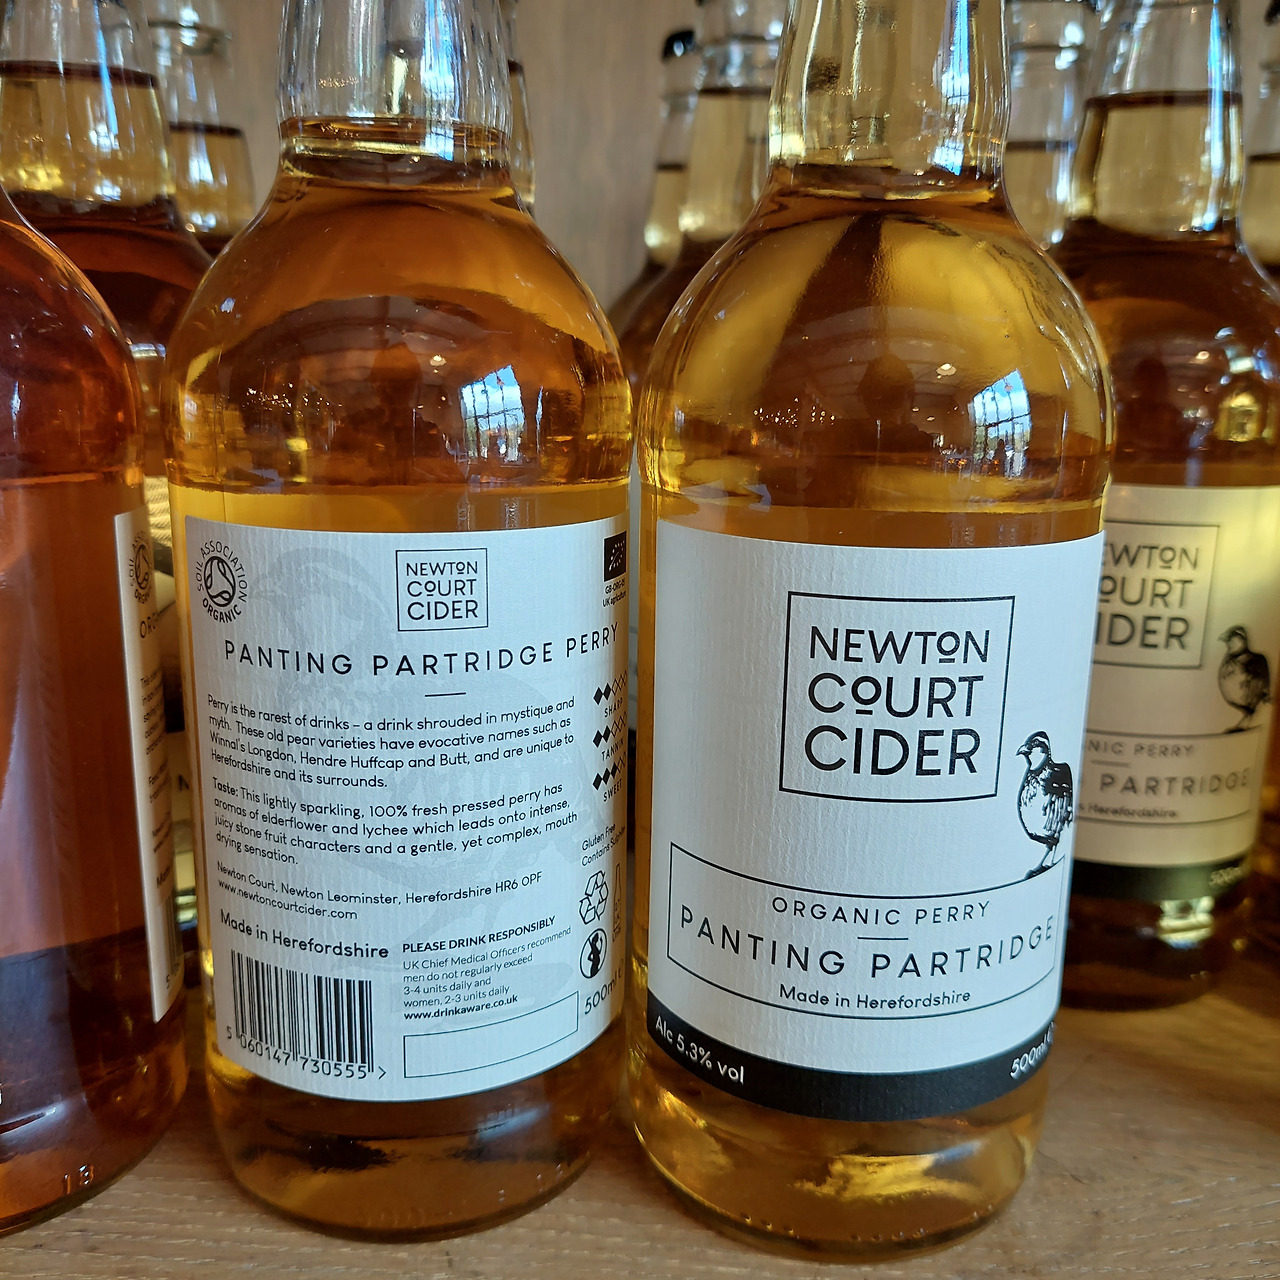 SOIL ASSOCIATION
ORGANIC
NEWTON
COURT
CIDER
GB-ORG-05
UK agriculture
PANTING PARTRIDGE PERRY
Perry is the rarest of drinks – a drink shrouded in mystique and
myth. These old pear varieties have evocative names such as
Winnal's Longdon, Hendre Huffcap and Butt, and are unique to
Herefordshire and its surrounds.
Taste: This lightly sparkling, 100% fresh pressed perry has
aromas of elderflower and lychee which leads onto intense,
juicy stone fruit characters and a gentle, yet complex, mouth
drying sensation.
SHARP
TANNIN
SWEET
Gluten Free
Contains
Newton Court, Newton Leominster, Herefordshire HR6 0PF
www.newtoncourtcider.com
Made in Herefordshire
PLEASE DRINK RESPONSIBLY
UK Chief Medical Officers recommend
men do not regularly exceed
3-4 units daily and
women, 2-3 units daily
www.drinkaware.co.uk
500ml
5 060147 730555 >
NEWTON
COURT
CIDER
ORGANIC PERRY
PANTING PARTRIDGE
Made in Herefordshire
Alc 5.3% vol
500ml
EWTON
OURT
IDER
NIC PERRY
PARTRIDGE
Herefordshire
500ml
18